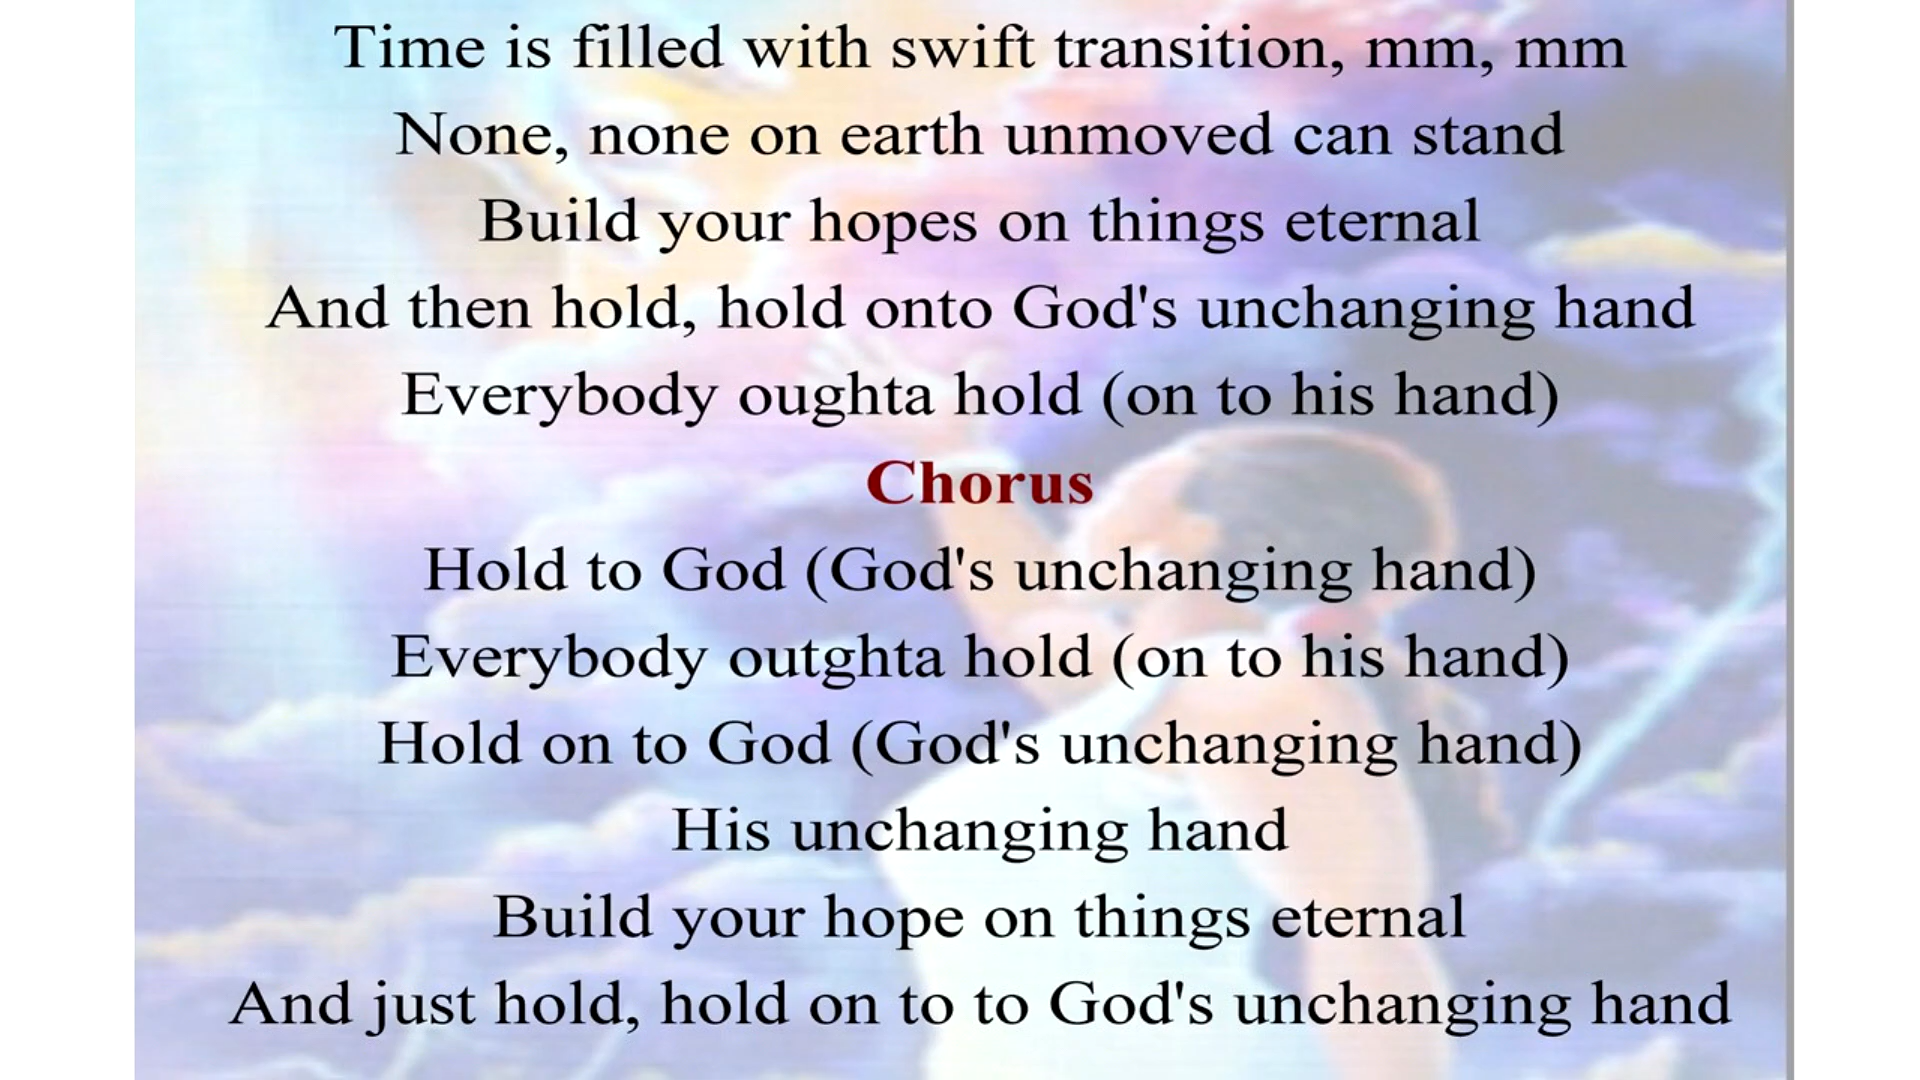 Time is filled with swift transition, mm, mm
None, none on earth unmoved can stand
Build your hopes on things eternal
And then hold, hold onto God's unchanging hand
Everybody oughta hold (on to his hand)
Chorus
Hold to God (God's unchanging hand)
Everybody outghta hold (on to his hand)
Hold on to God (God's unchanging hand)
His unchanging hand
Build your hope on things eternal
And just hold, hold on to to God's unchanging hand